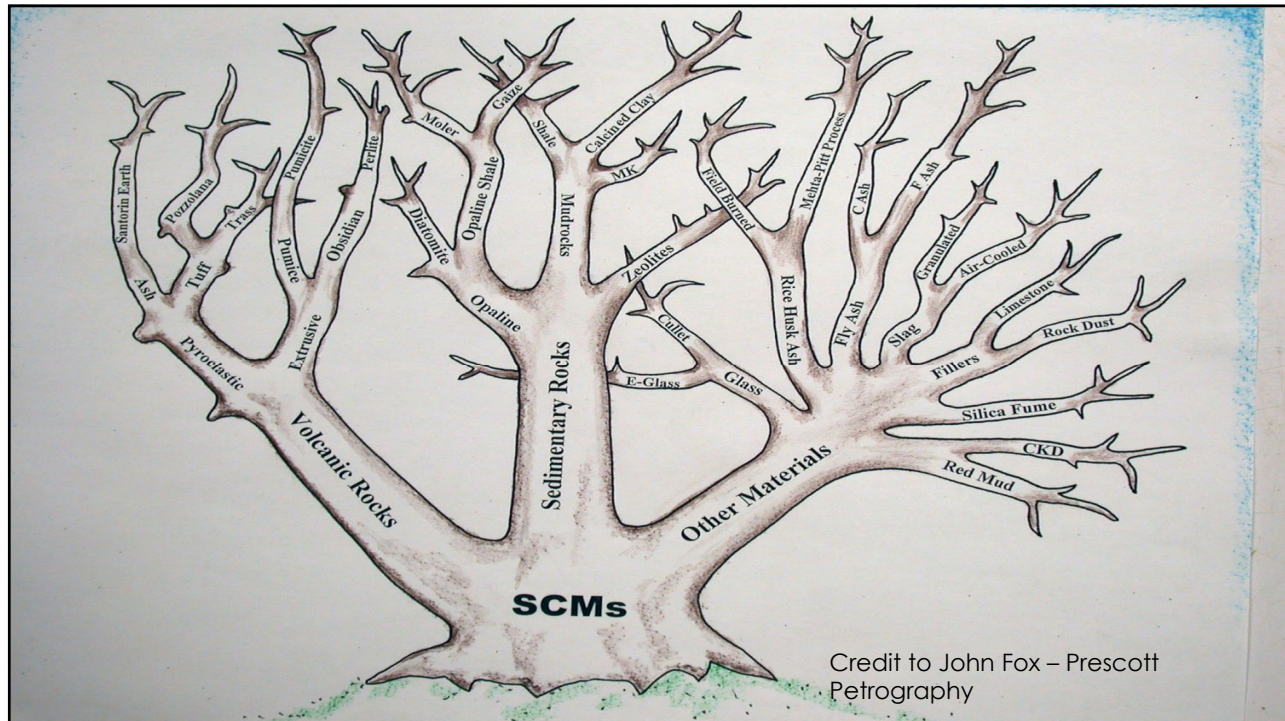 Santorin Earth
Ash
Pozzolana
Trass
Tuff
Pyroclastic
Pumicite
Pumice
Perlite
Obsidian
Extrusive
Volcanic Rocks
Moler
Gaize
Opaline Shale
Diatomite
Opaline
Shale
Calcined Clay
MK
Mudrocks
Zeolites
Sedimentary Rocks
Cullet
E-Glass
Glass
Field Burned
Mehta-Pitt Process
Rice Husk Ash
C Ash
F Ash
Fly Ash
Granulated
Air-Cooled
Slag
Limestone
Rock Dust
Fillers
Silica Fume
CKD
Red Mud
Other Materials
SCMs
Credit to John Fox – Prescott
Petrography